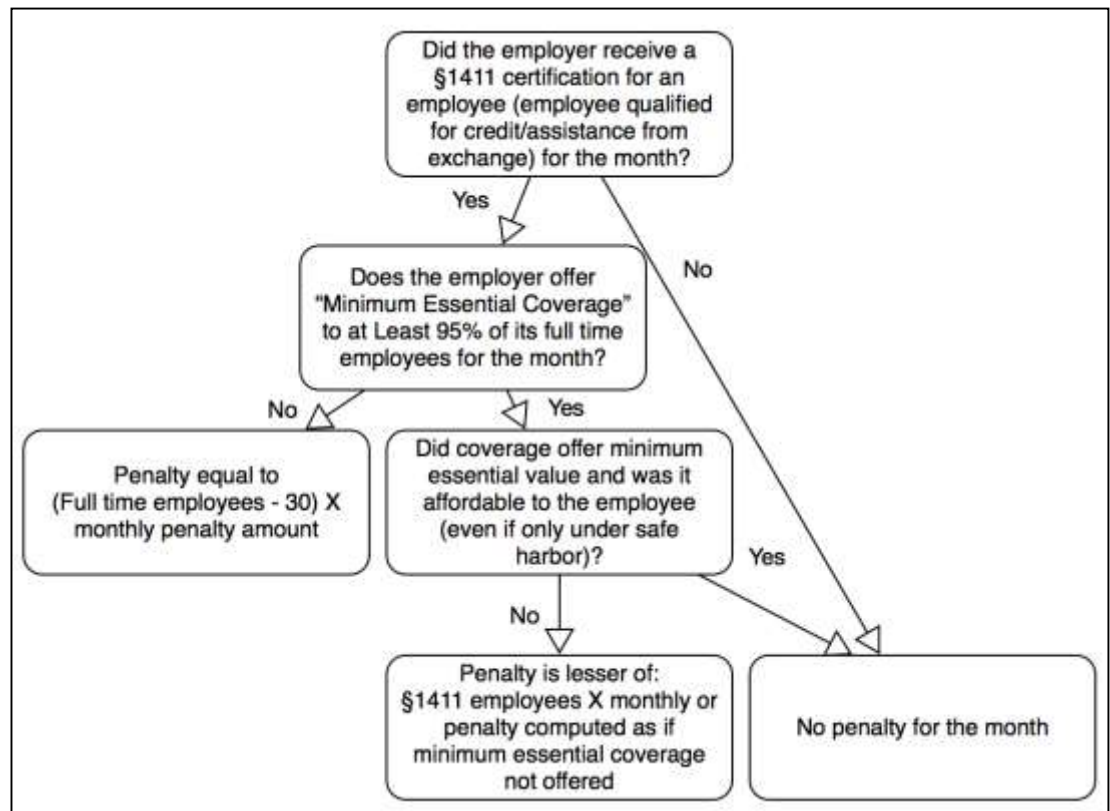 Did the employer receive a
§1411 certification for an
employee (employee qualified
for credit/assistance from
exchange) for the month?
Yes
No
Does the employer offer
“Minimum Essential Coverage”
to at Least 95% of its full time
employees for the month?
No
Yes
Penalty equal to
(Full time employees - 30) X
monthly penalty amount
Did coverage offer minimum
essential value and was it
affordable to the employee
(even if only under safe
harbor)?
Yes
No
Penalty is lesser of:
§1411 employees X monthly or
penalty computed as if
minimum essential coverage
not offered
No penalty for the month